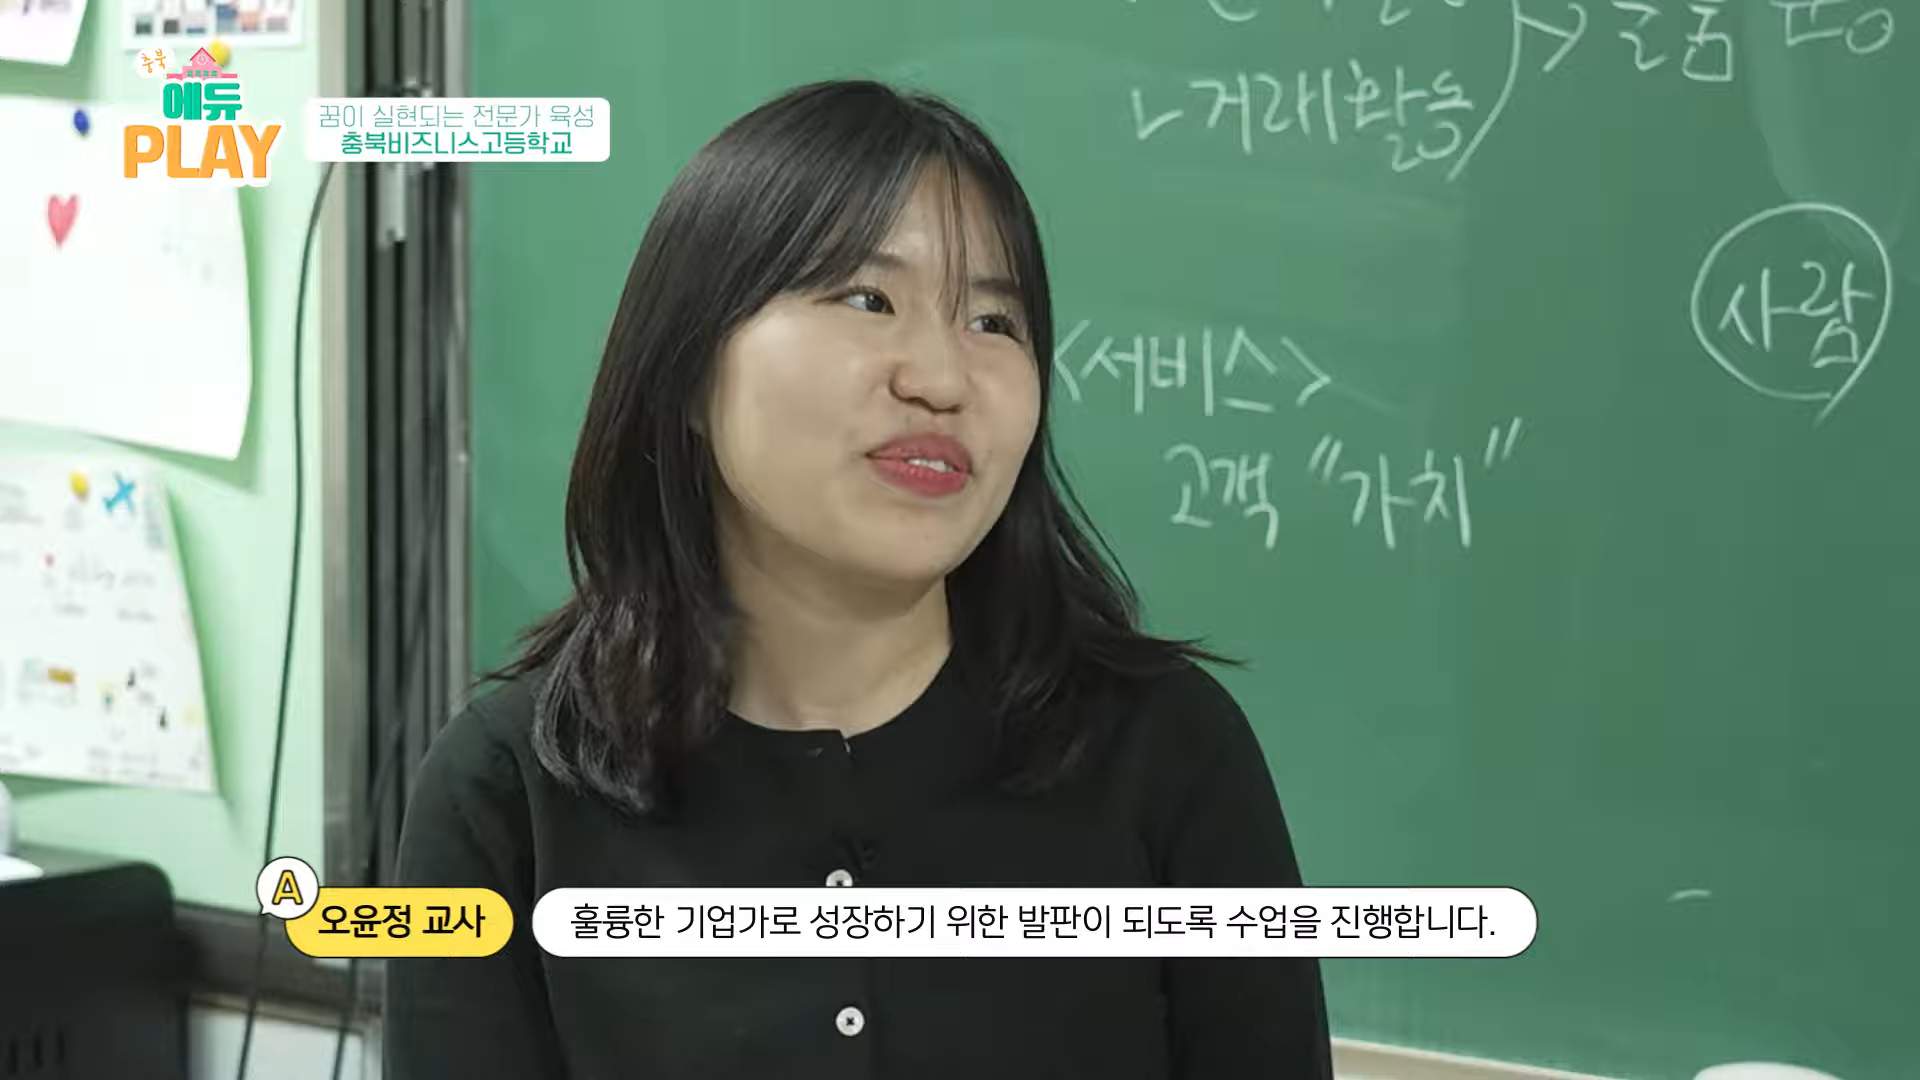 충북
에듀
PLAY
꿈이 실현되는 전문가 육성
충북비즈니스고등학교
ㄴ거래활동
사람
<서비스>
고객 "가치"
A
오윤정 교사
훌륭한 기업가로 성장하기 위한 발판이 되도록 수업을 진행합니다.